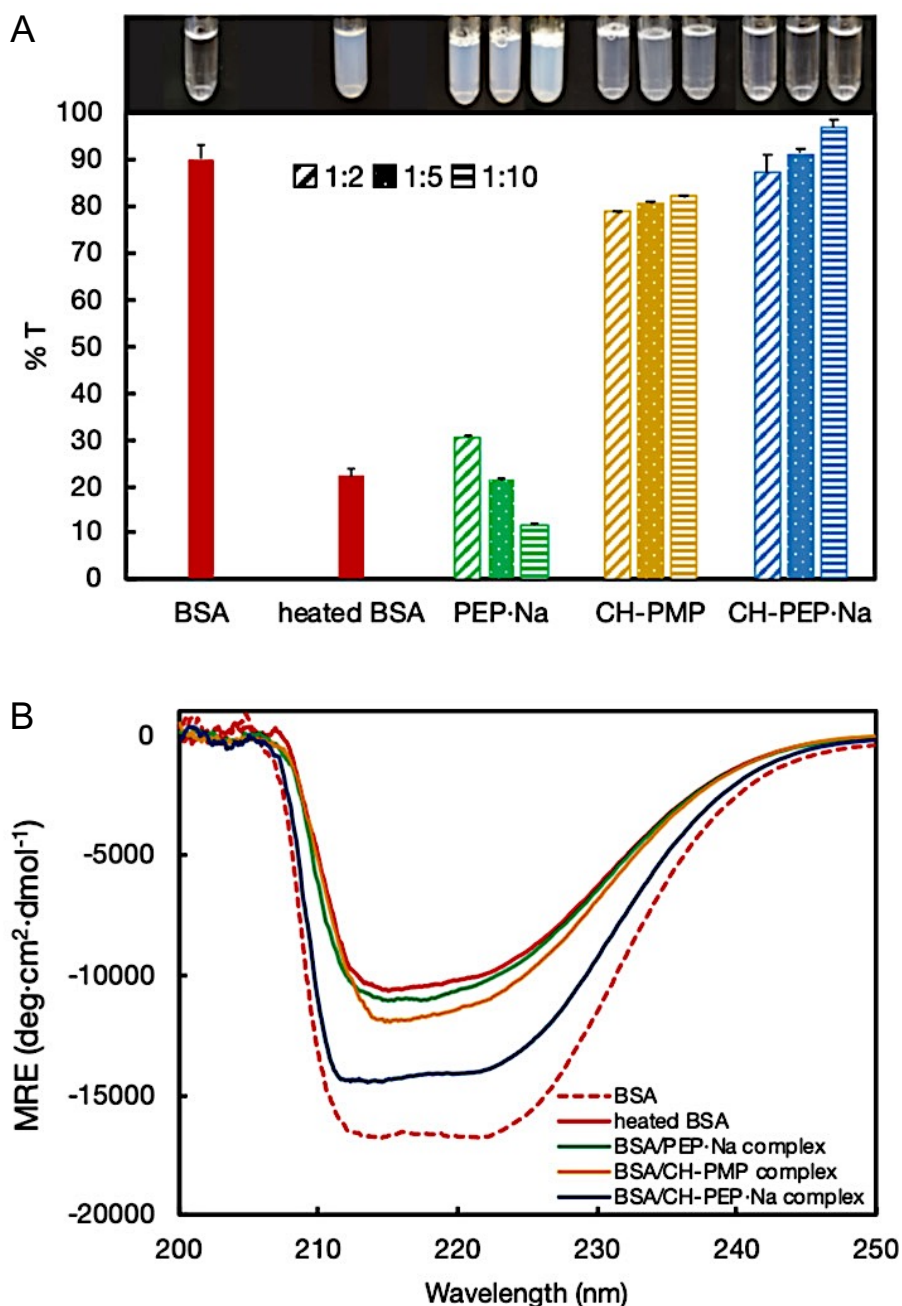 A
100
90
80
70
60
50
40
30
20
10
0
% T
1:2 1:5 1:10
BSA heated BSA PEP·Na CH-PMP CH-PEP·Na
B
0
-5000
-10000
-15000
-20000
MRE (deg·cm²·dmol⁻¹)
BSA
heated BSA
BSA/PEP·Na complex
BSA/CH-PMP complex
BSA/CH-PEP·Na complex
200 210 220 230 240 250
Wavelength (nm)